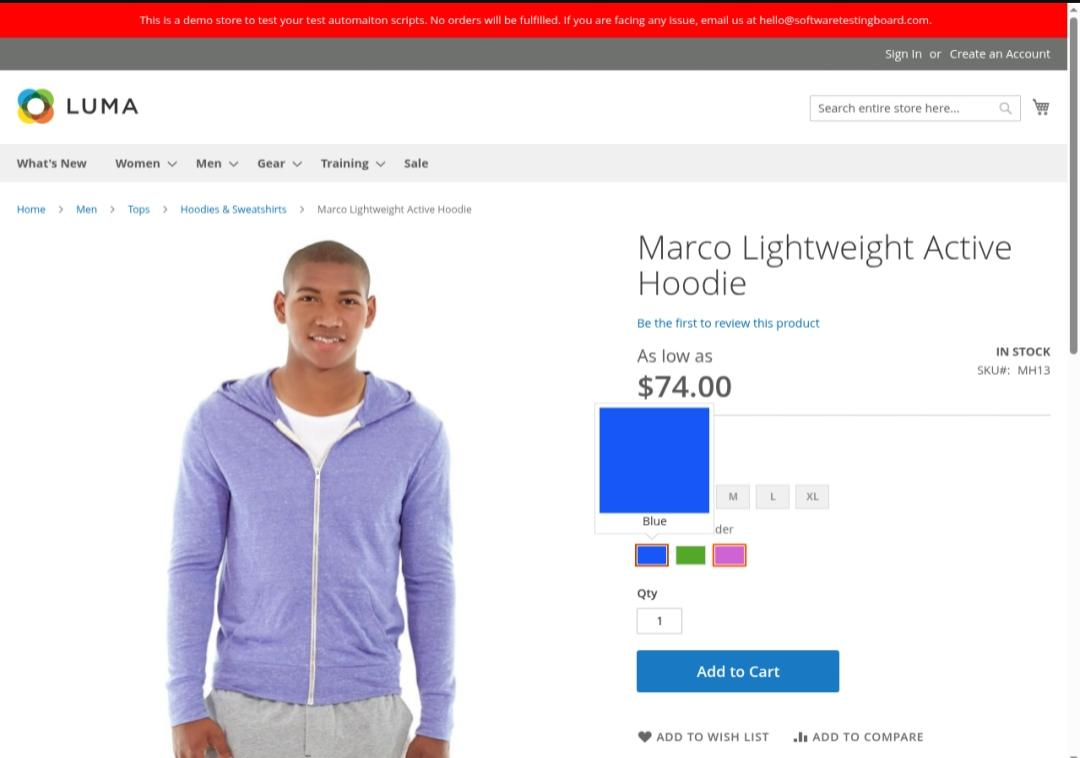 This is a demo store to test your test automaiton scripts. No orders will be fulfilled. If you are facing any issue, email us at hello@softwaretestingboard.com.
Sign In or Create an Account
LUMA
Search entire store here...
What's New Women Men Gear Training Sale
Home > Men > Tops > Hoodies & Sweatshirts > Marco Lightweight Active Hoodie
Marco Lightweight Active
Hoodie
Be the first to review this product
As low as
$74.00
IN STOCK
SKU#: MH13
M L XL
Blue
der
Qty
1
Add to Cart
ADD TO WISH LIST
ADD TO COMPARE